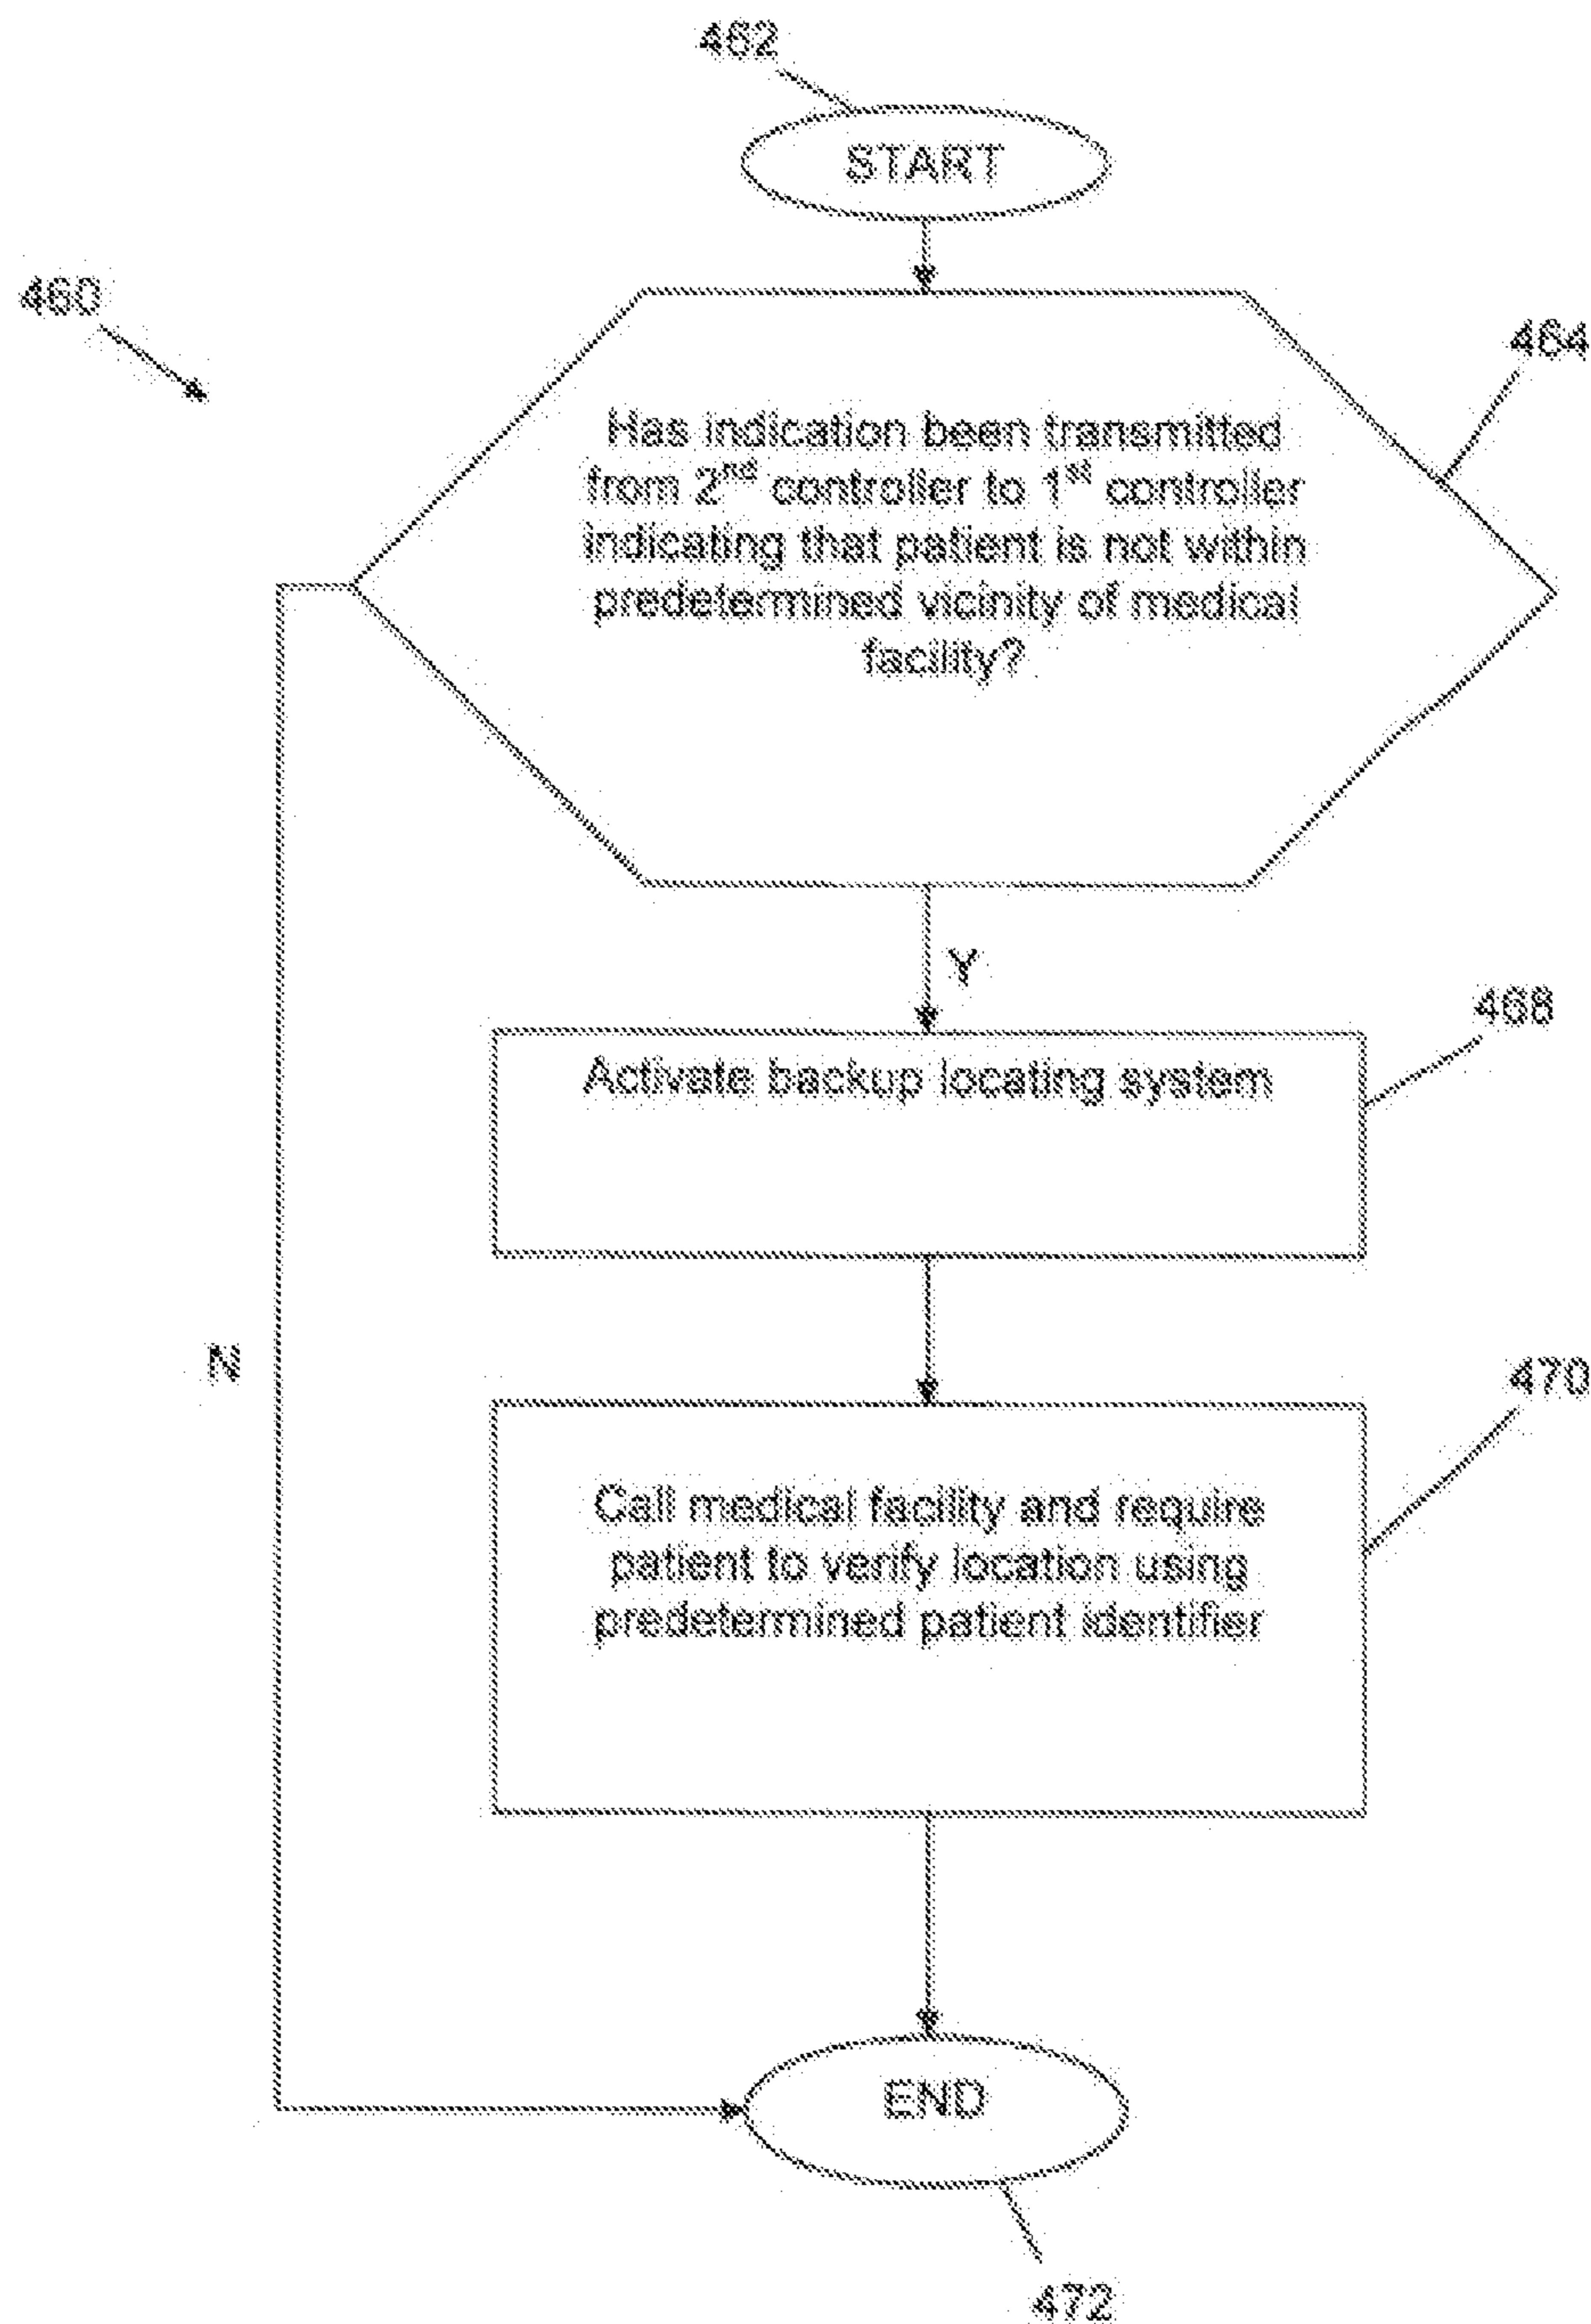 462
START
460
464
Has indication been transmitted
from 2nd controller to 1st controller
indicating that patient is not within
predetermined vicinity of medical
facility?
Y
468
Activate backup locating system
N
470
Call medical facility and require
patient to verify location using
predetermined patient identifier
END
472